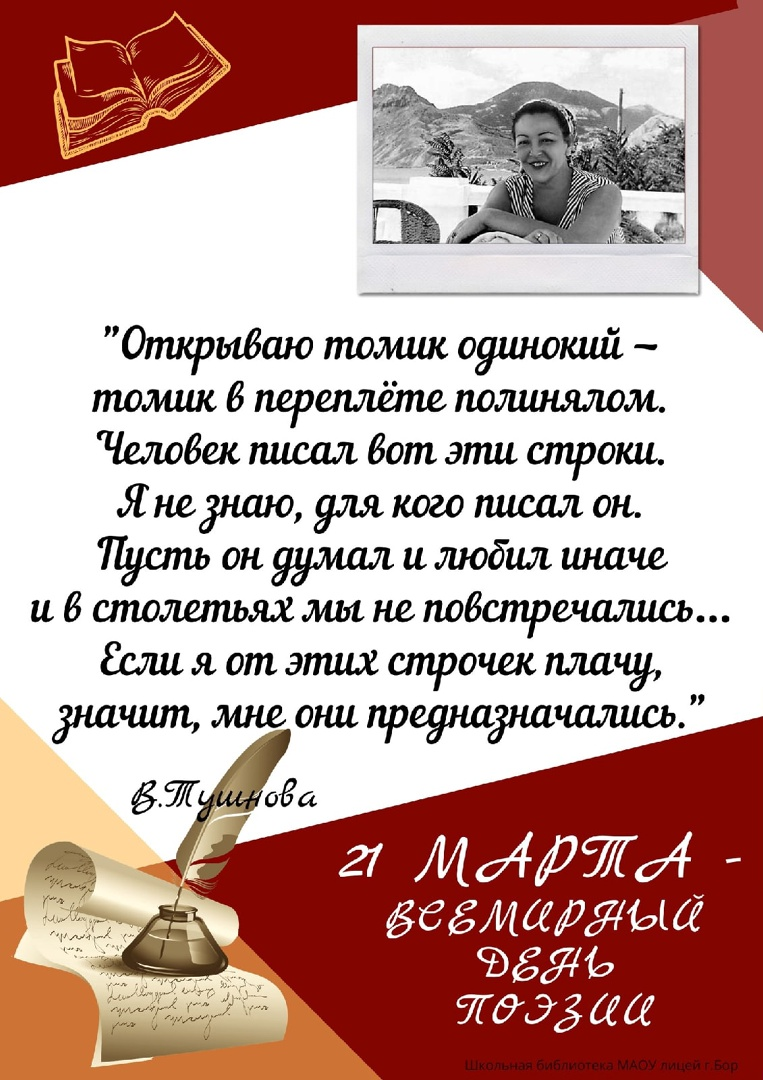 "Открываю томик одинокий –
томик в переплёте полинялом.
Человек писал вот эти строки.
Я не знаю, для кого писал он.
Пусть он думал и любил иначе
и в столетьях мы не повстречались...
Если я от этих строчек плачу,
значит, мне они предназначались."
В.Тушнова
21 МАРТА -
ВСЕМИРНЫЙ
ДЕНЬ
ПОЭЗИИ
Школьная библиотека МАОУ лицей г.Бор